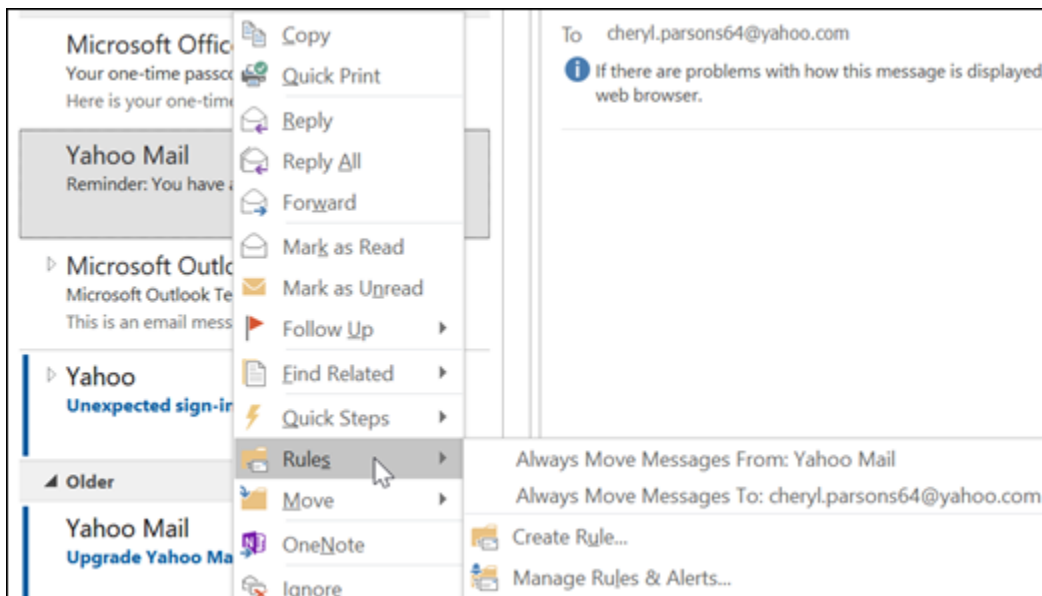 Microsoft Offic
Your one-time passco
Here is your one-time
Yahoo Mail
Reminder: You have a
Microsoft Outlo
Microsoft Outlook Te
This is an email mess
Yahoo
Unexpected sign-in
Older
Yahoo Mail
Upgrade Yahoo Ma
Copy
Quick Print
Reply
Reply All
Forward
Mark as Read
Mark as Unread
Follow Up
Find Related
Quick Steps
Rules
Move
OneNote
Ignore
To cheryl.parsons64@yahoo.com
If there are problems with how this message is displayed
web browser.
Always Move Messages From: Yahoo Mail
Always Move Messages To: cheryl.parsons64@yahoo.com
Create Rule...
Manage Rules & Alerts...